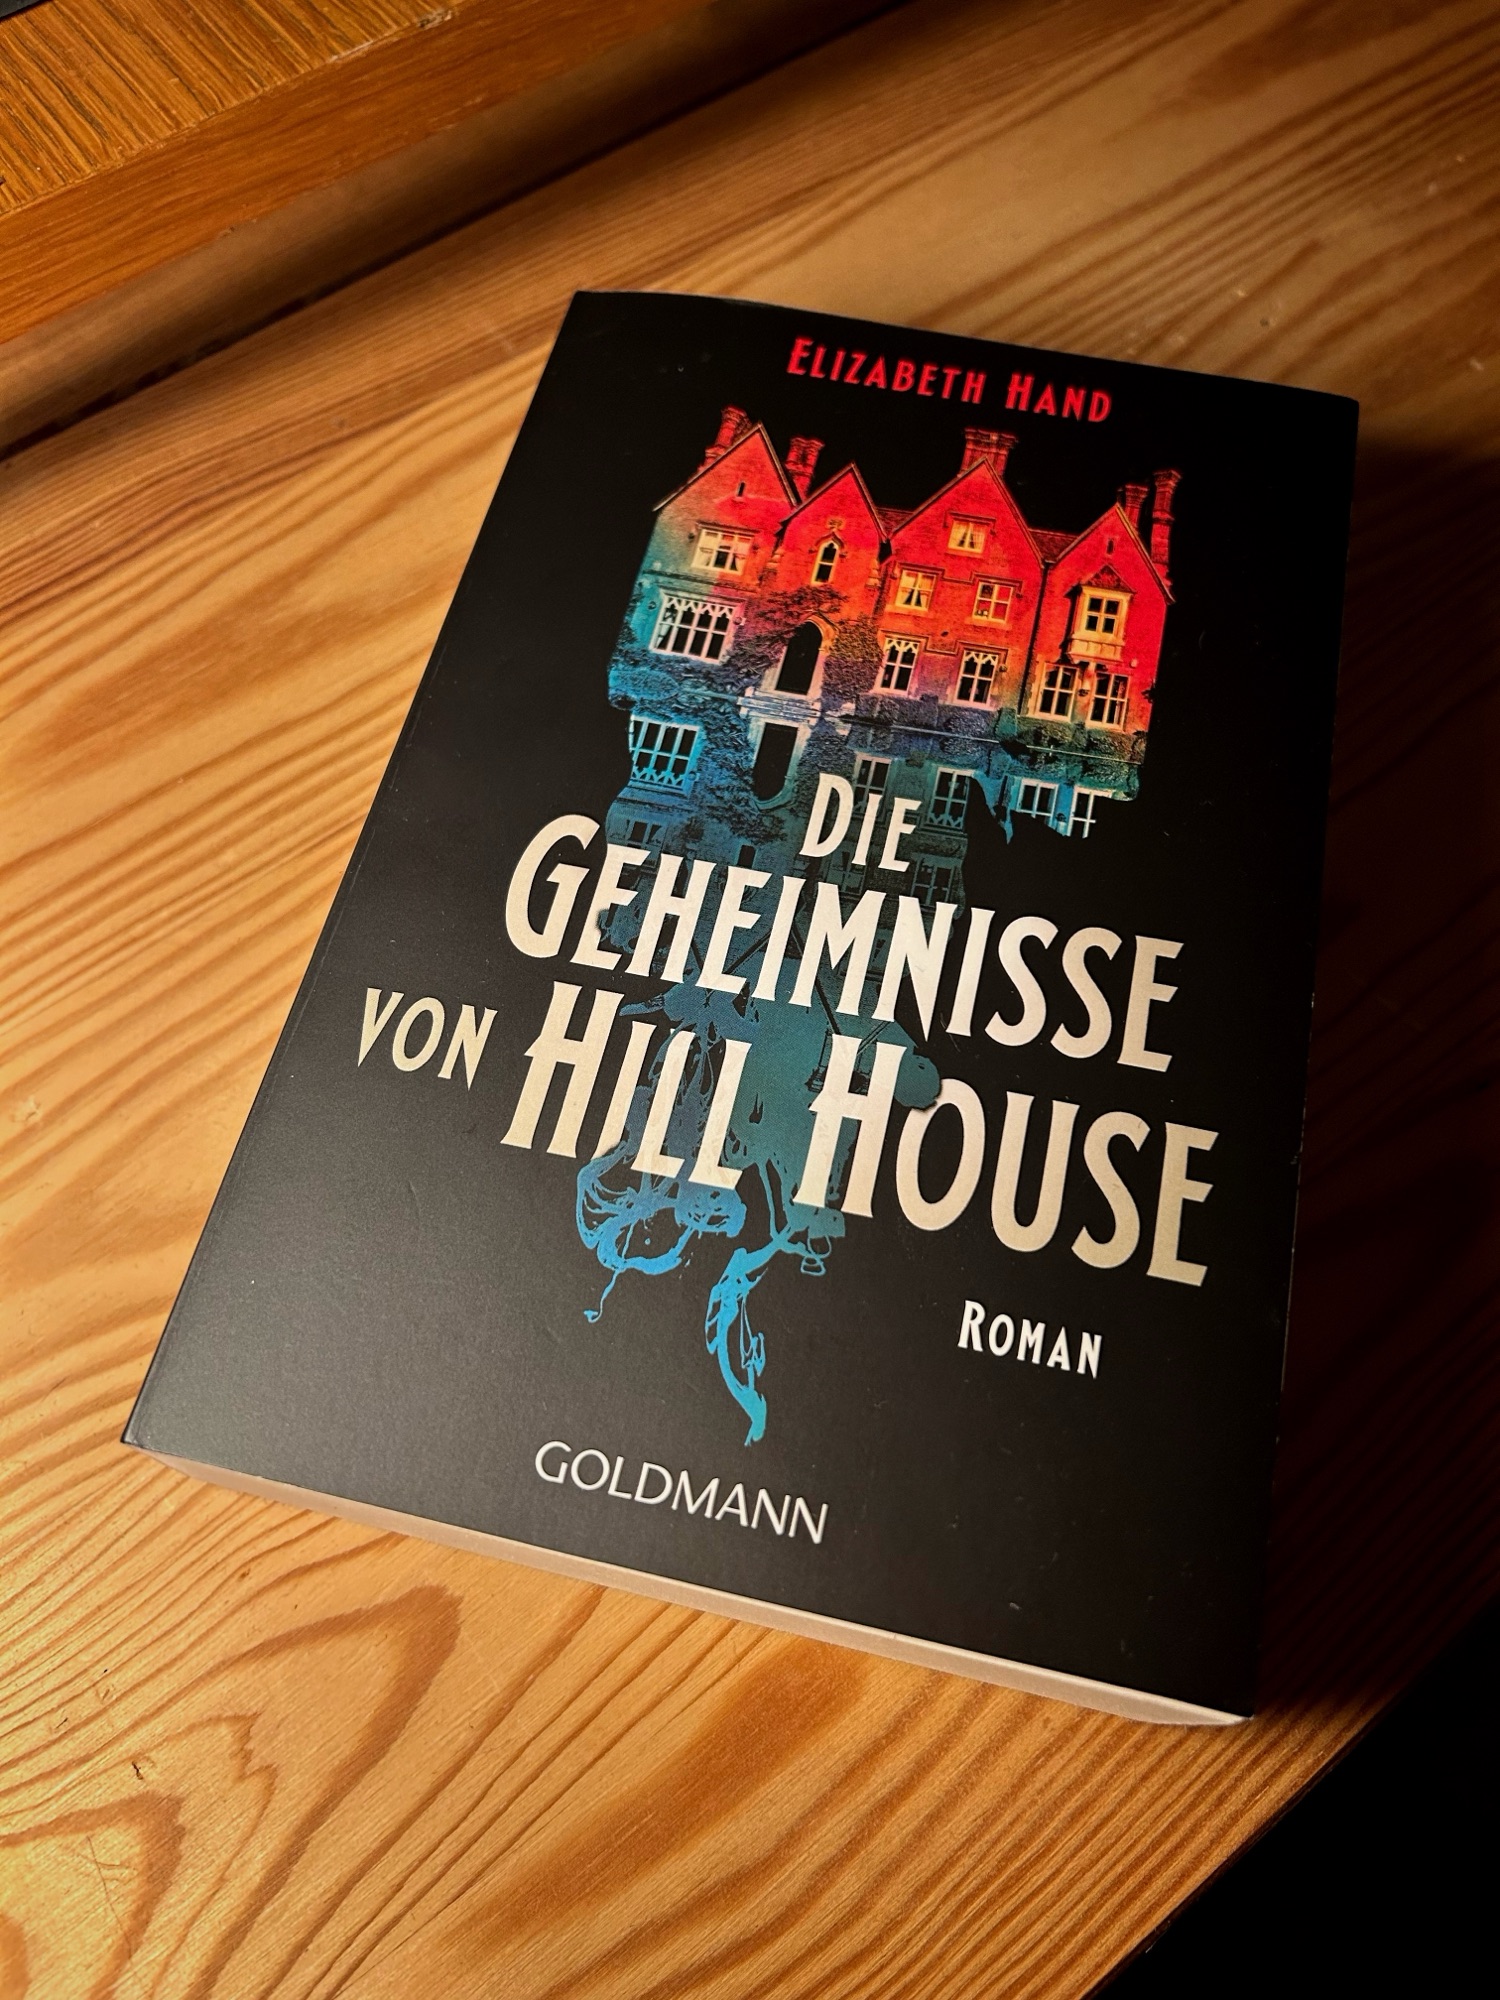 Elizabeth Hand
Die
Geheimnisse
von Hill House
Roman
GOLDMANN